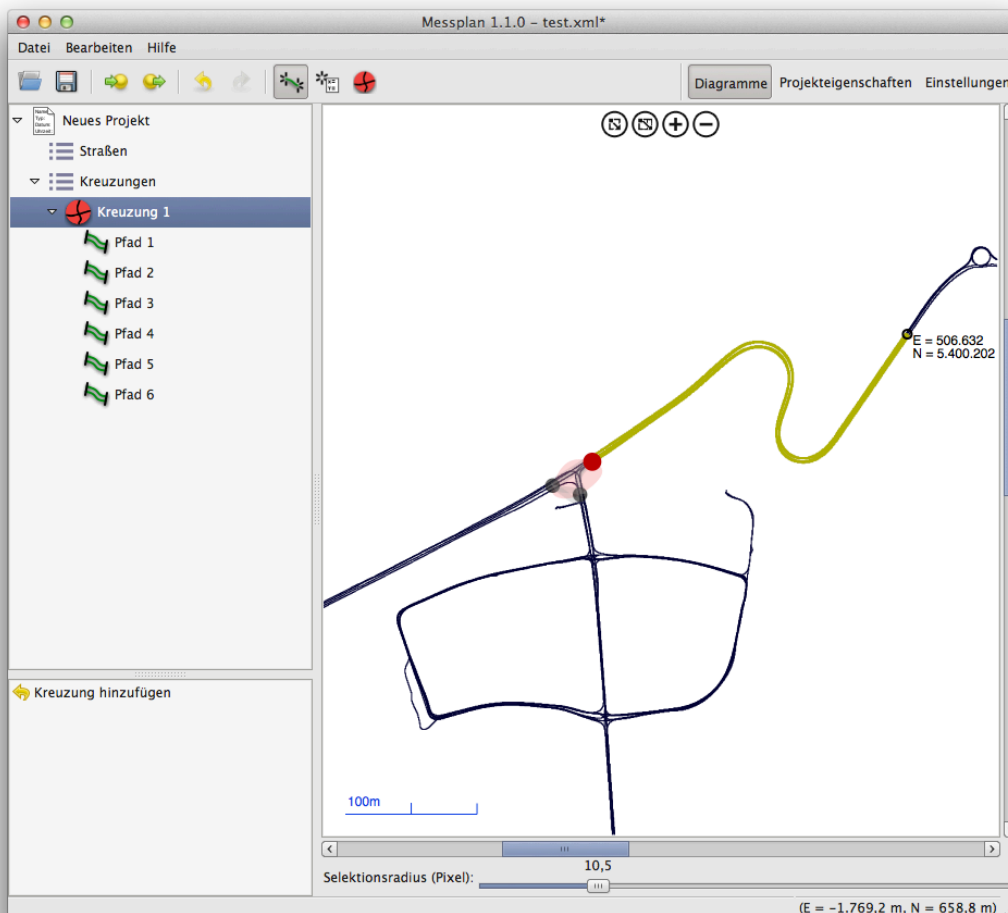 Messplan 1.1.0 – test.xml*
Datei Bearbeiten Hilfe
Diagramme Projekteigenschaften Einstellungen
Neues Projekt
Straßen
Kreuzungen
Kreuzung 1
Pfad 1
Pfad 2
Pfad 3
Pfad 4
Pfad 5
Pfad 6
E = 506.632
N = 5.400.202
Kreuzung hinzufügen
100m
10,5
Selektionsradius (Pixel):
(E = -1.769,2 m, N = 658,8 m)